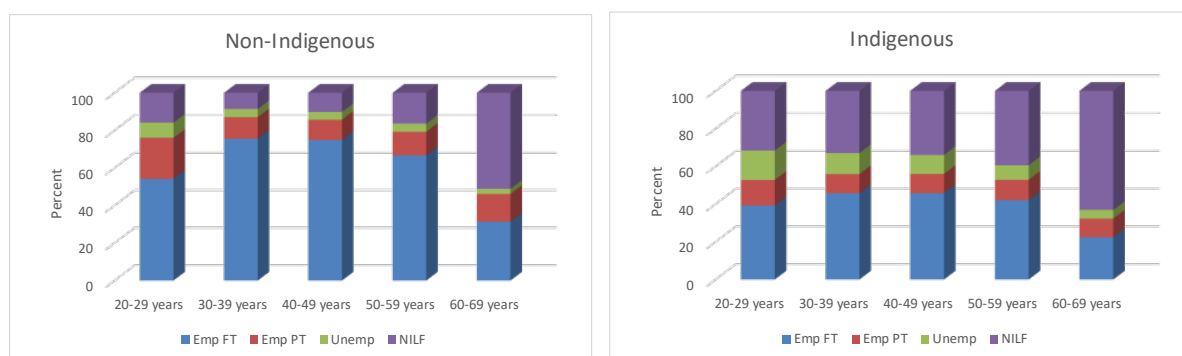 Non-Indigenous
100
80
60
40
20
0
Percent
20-29 years 30-39 years 40-49 years 50-59 years 60-69 years
Emp FT Emp PT Unemp NILF
Indigenous
100
80
60
40
20
0
Percent
20-29 years 30-39 years 40-49 years 50-59 years 60-69 years
Emp FT Emp PT Unemp NILF